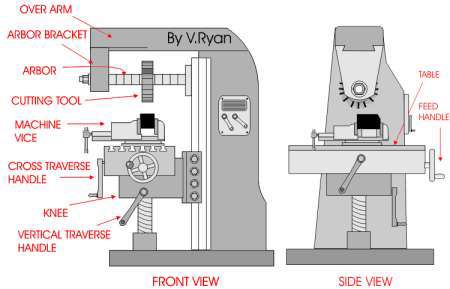 OVER ARM
By V.Ryan
ARBOR BRACKET
ARBOR
CUTTING TOOL
MACHINE
VICE
CROSS TRAVERSE
HANDLE
KNEE
VERTICAL TRAVERSE
HANDLE
FRONT VIEW
TABLE
FEED
HANDLE
SIDE VIEW